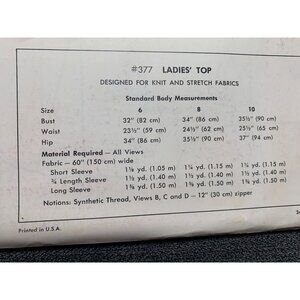 #377 LADIES' TOP
DESIGNED FOR KNIT AND STRETCH FABRICS
Standard Body Measurements
Size 6 8 10
Bust 32" (82 cm) 34" (86 cm) 35½" (90 cm)
Waist 23½" (59 cm) 24½" (62 cm) 25½" (65 cm)
Hip 34" (86 cm) 35½" (90 cm) 37" (94 cm)
Material Required — All Views
Fabric – 60" (150 cm) wide
Short Sleeve 1⅛ yd. (1.05 m) 1¼ yd. (1.15 m) 1¼ yd. (1.15 m)
¾ Length Sleeve 1½ yd. (1.40 m) 1½ yd. (1.40 m) 1½ yd. (1.40 m)
Long Sleeve 1⅝ yd. (1.50 m) 1⅝ yd. (1.50 m) 1⅝ yd. (1.50 m)
Notions: Synthetic Thread, Views B, C and D – 12" (30 cm) zipper
Printed in U.S.A.